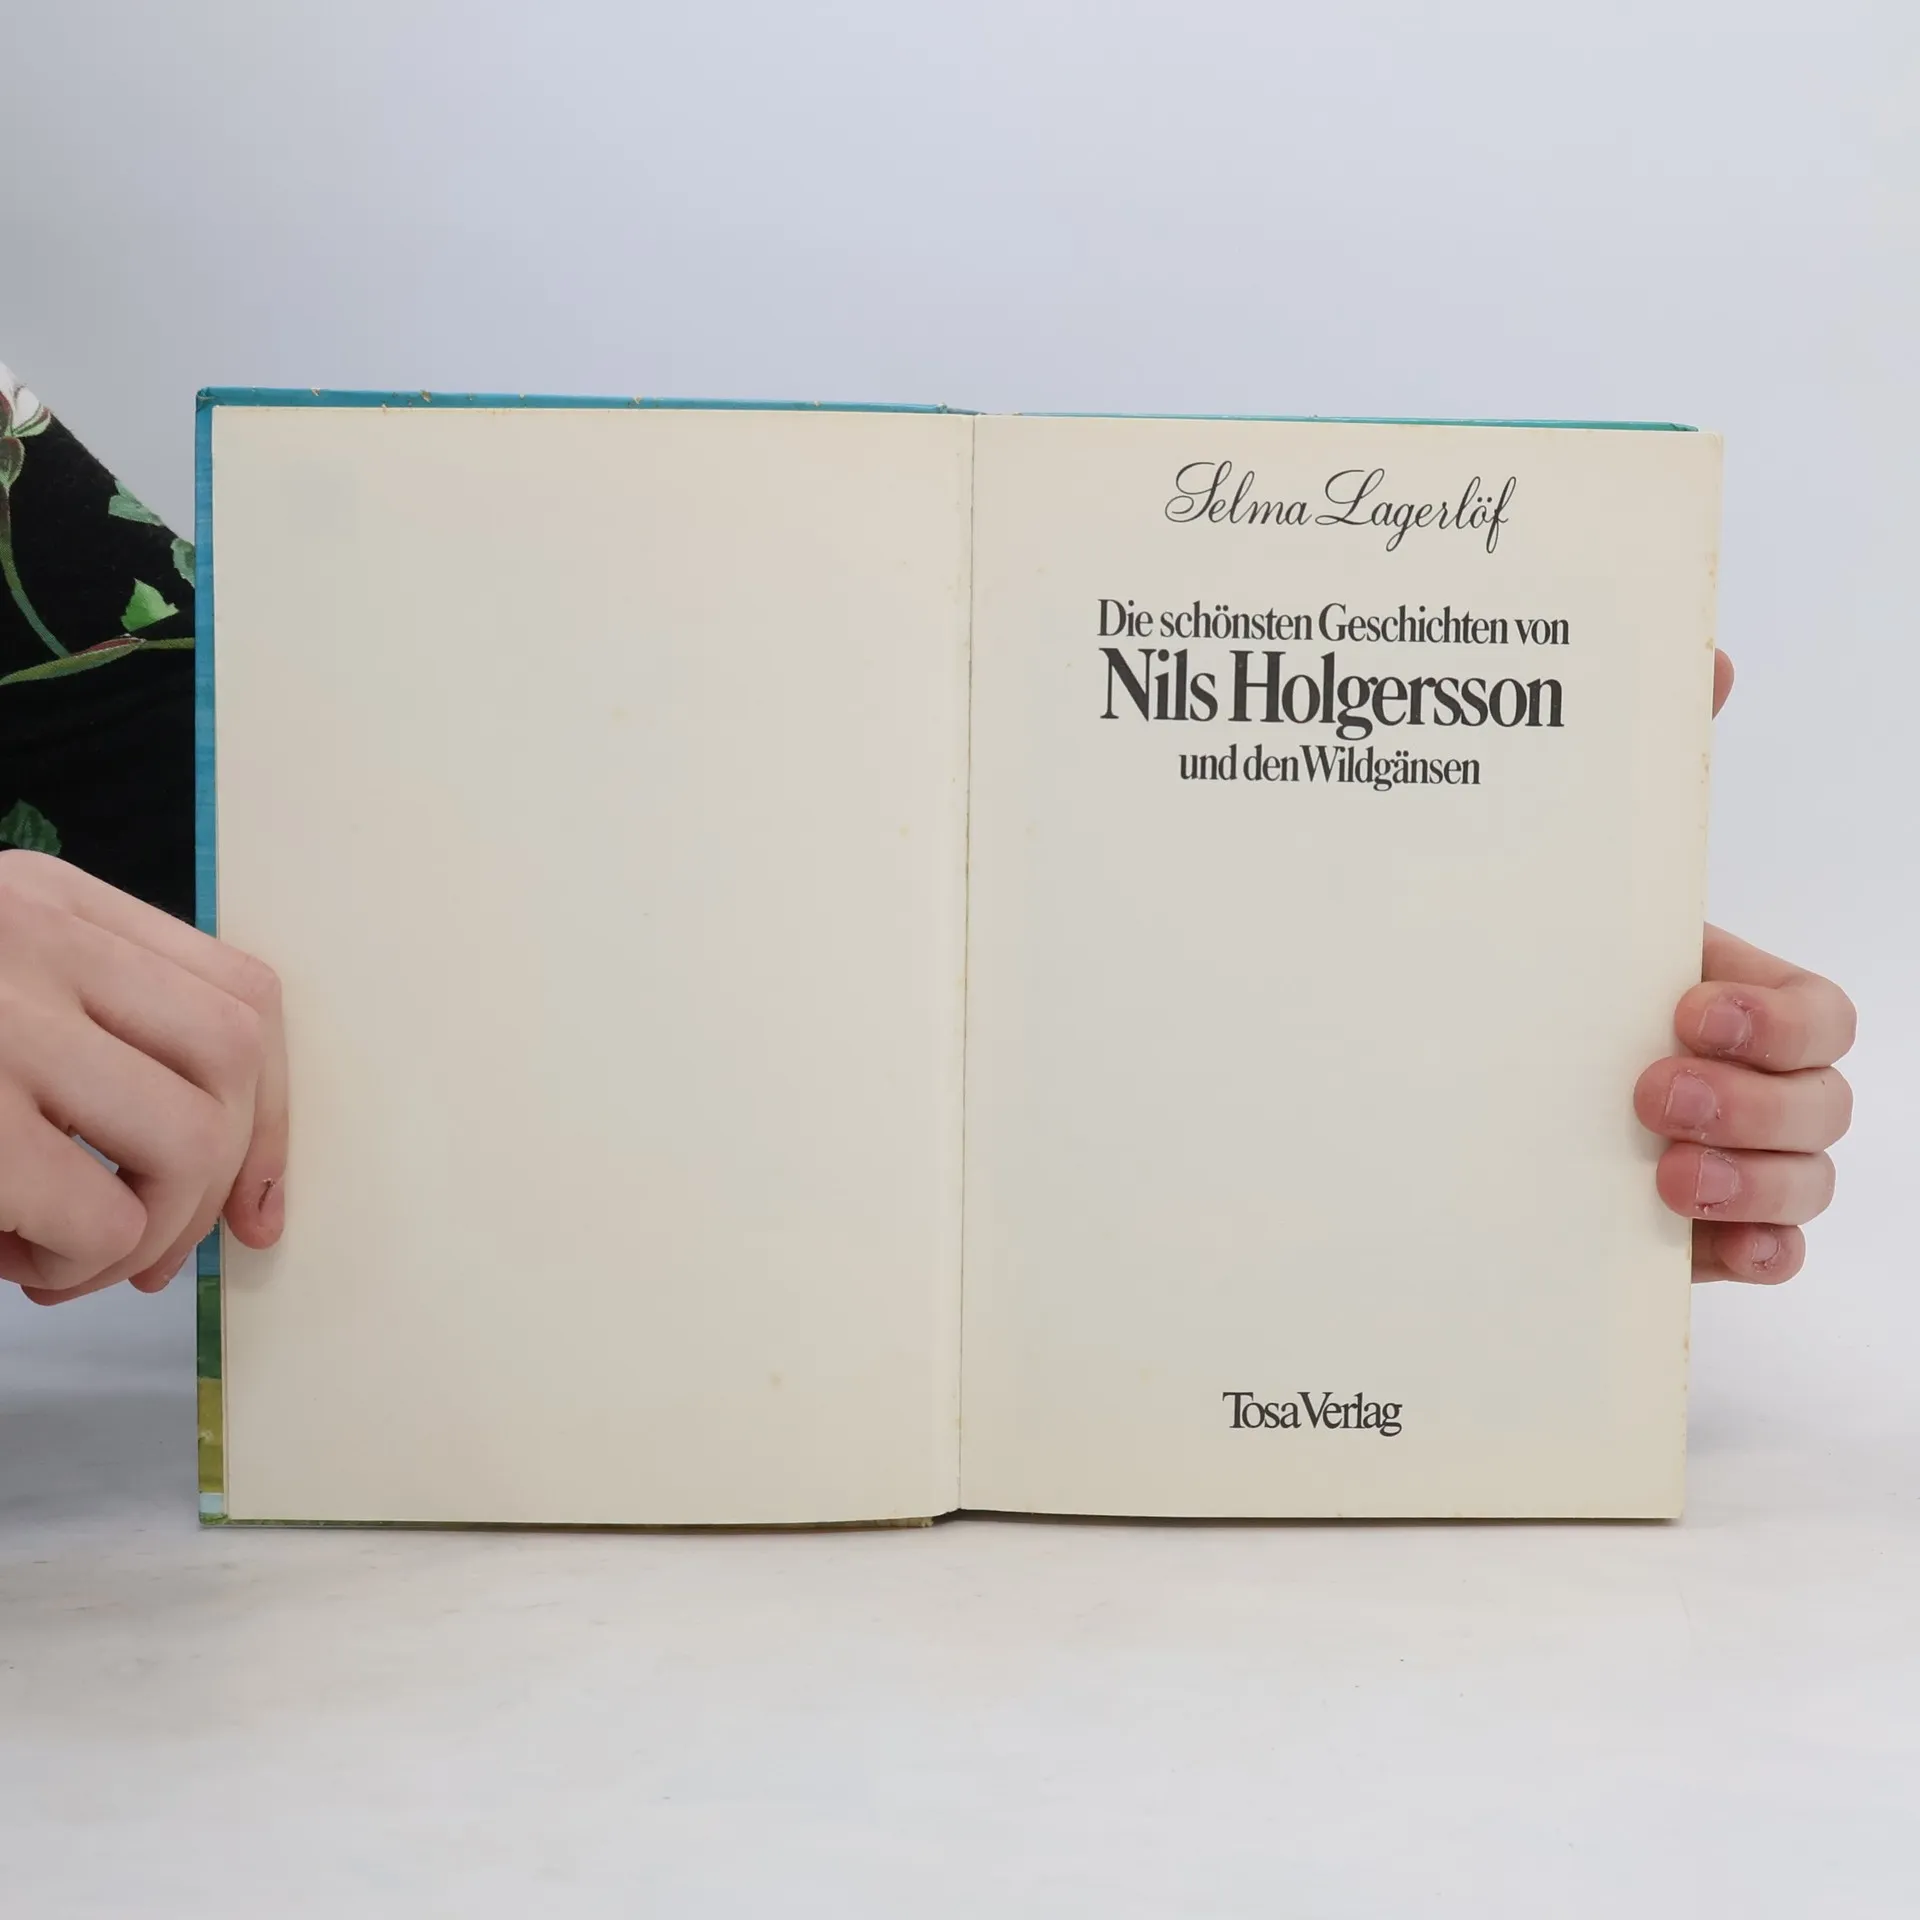 Selma Lagerlöf
Die schönsten Geschichten von
Nils Holgersson
und den Wildgänsen
Tosa Verlag